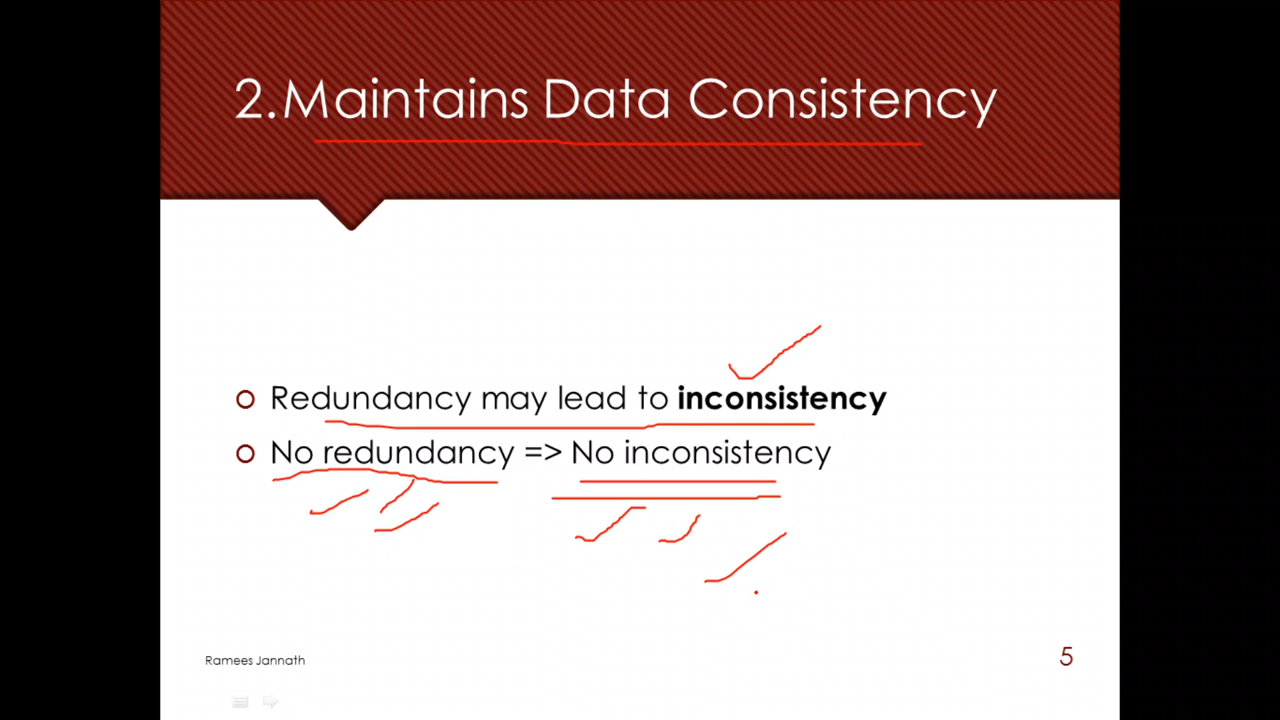 2.Maintains Data Consistency
Redundancy may lead to inconsistency
No redundancy => No inconsistency
Ramees Jannath
5